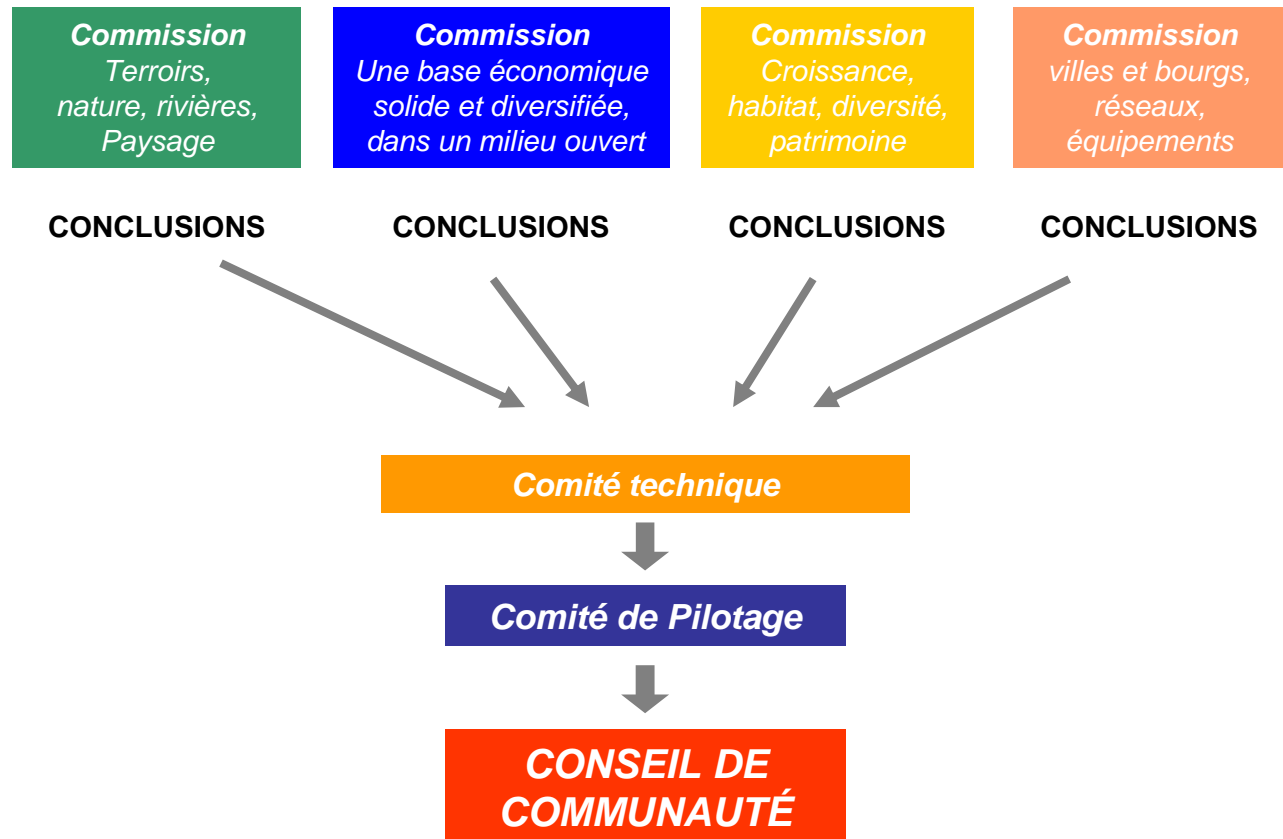 Commission
Terroirs,
nature, rivières,
Paysage
Commission
Une base économique
solide et diversifiée,
dans un milieu ouvert
Commission
Croissance,
habitat, diversité,
patrimoine
Commission
villes et bourgs,
réseaux,
équipements
CONCLUSIONS
CONCLUSIONS
CONCLUSIONS
CONCLUSIONS
Comité technique
Comité de Pilotage
CONSEIL DE
COMMUNAUTÉ